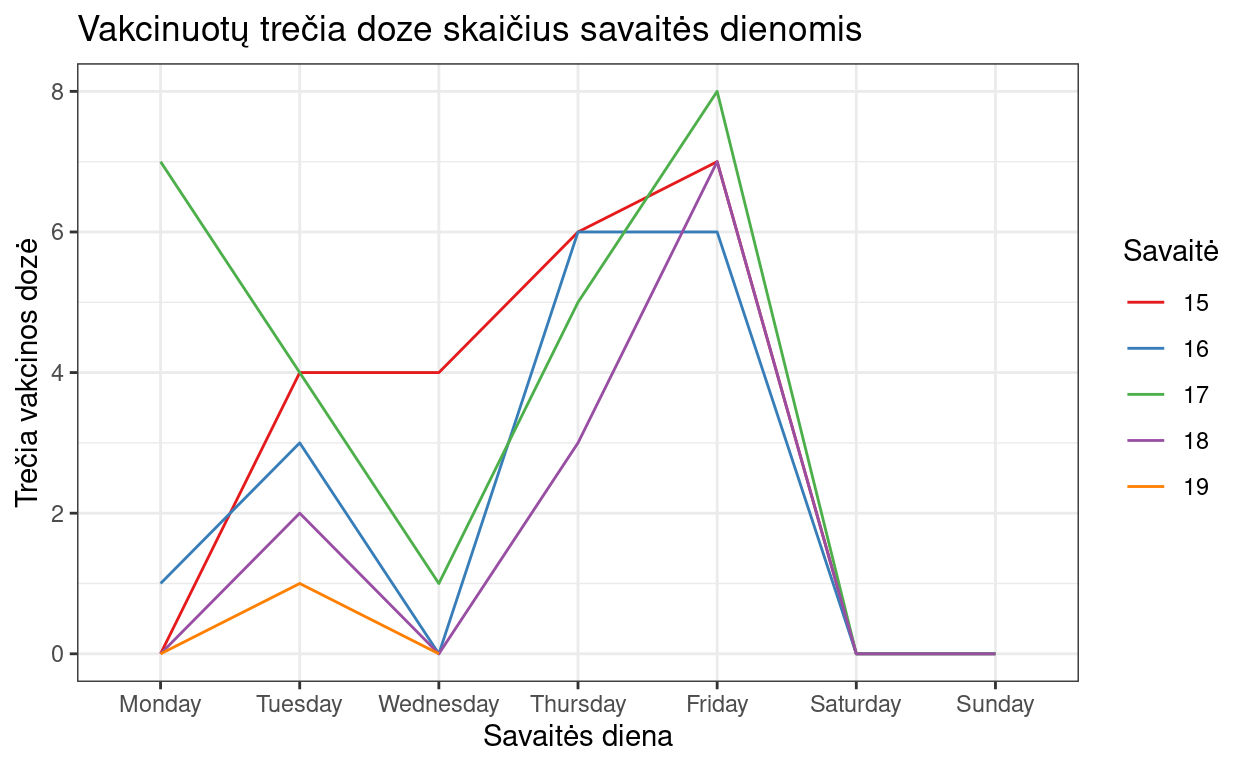 Vakcinuotų trečia doze skaičius savaitės dienomis
8
6
4
2
0
Trečia vakcinos dozė
Monday Tuesday Wednesday Thursday Friday Saturday Sunday
Savaitės diena
Savaitė
15
16
17
18
19